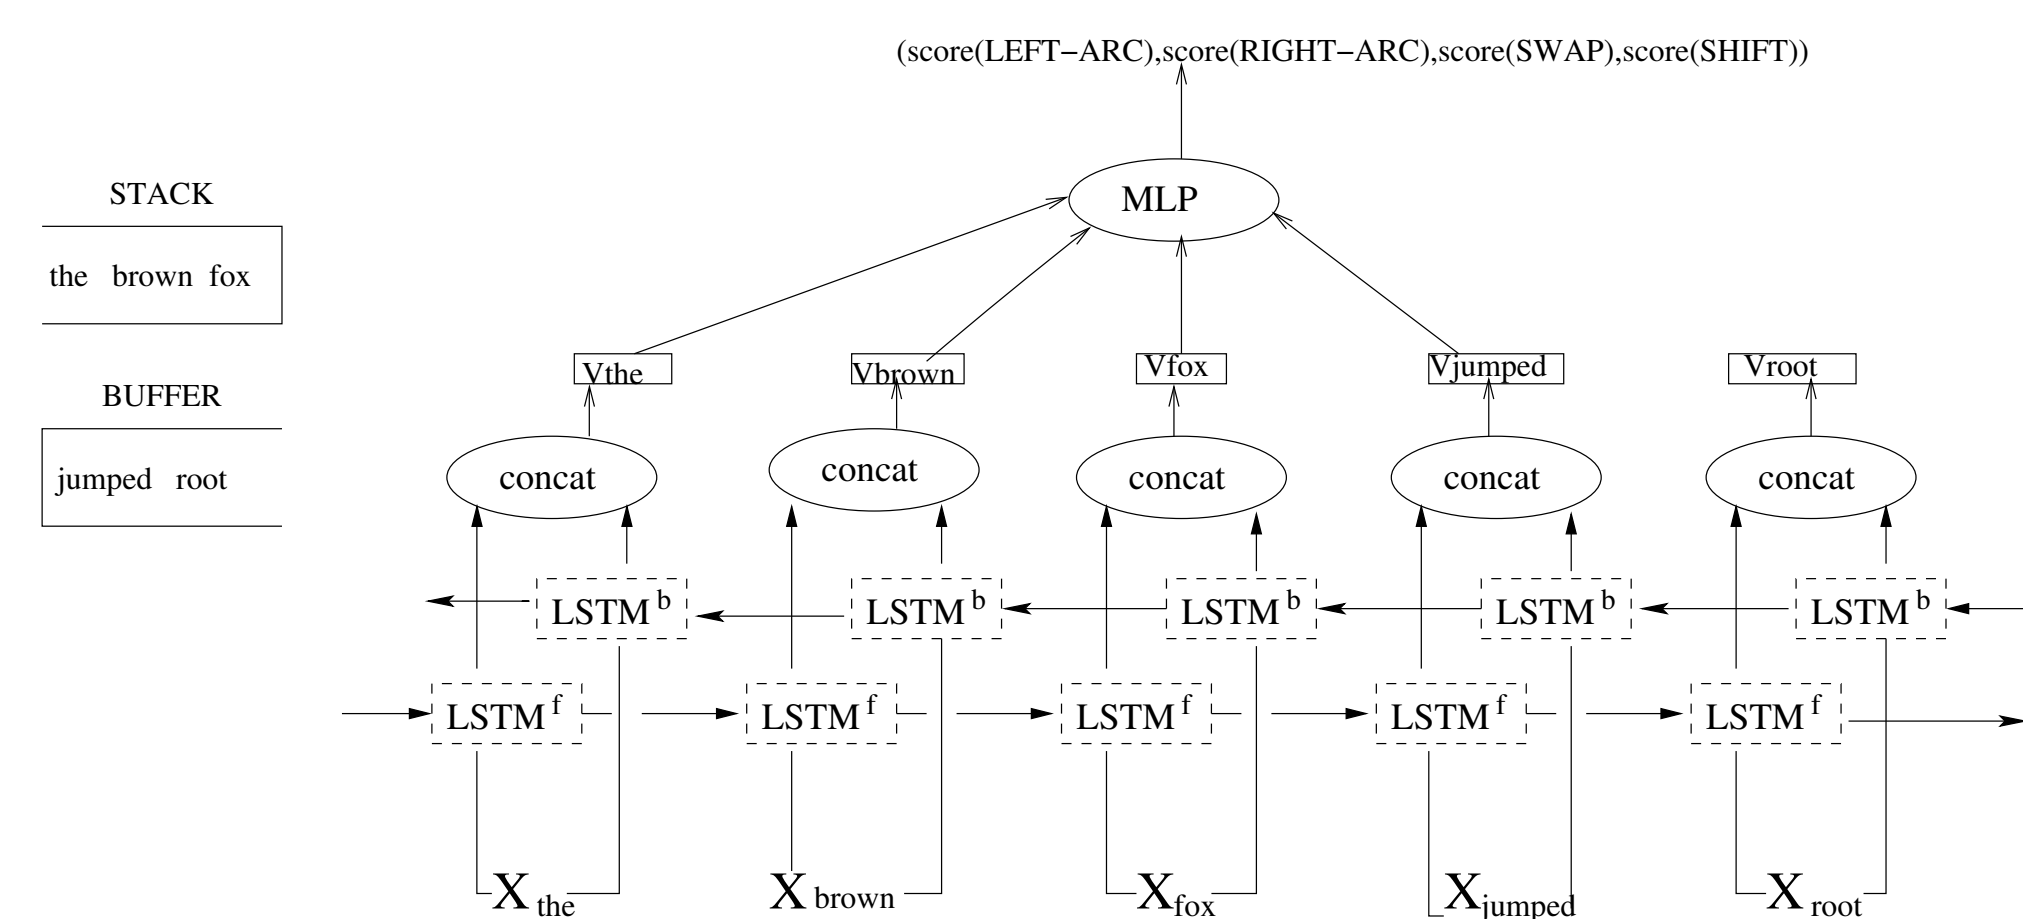 (score(LEFT−ARC),score(RIGHT−ARC),score(SWAP),score(SHIFT))
MLP
STACK
the brown fox
BUFFER
jumped root
Vthe Vbrown Vfox Vjumped Vroot
concat concat concat concat concat
LSTM b LSTM b LSTM b LSTM b LSTM b
LSTM f LSTM f LSTM f LSTM f LSTM f
X the X brown X fox X jumped X root